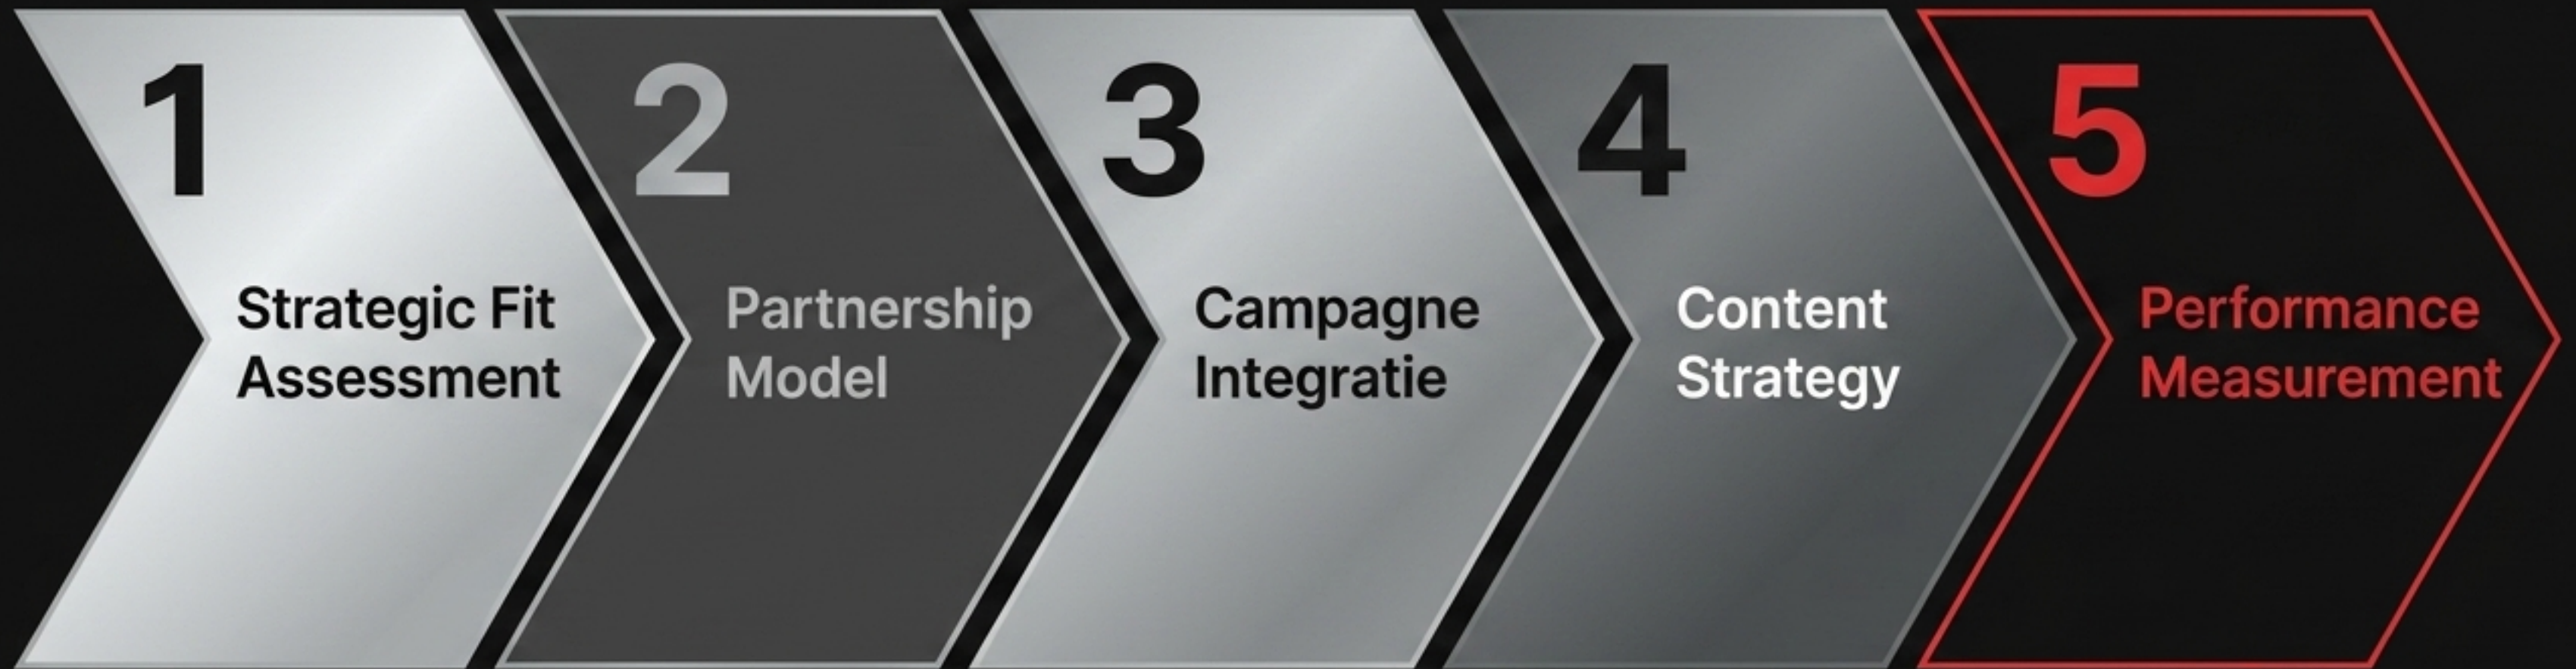 1
Strategic Fit
Assessment
2
Partnership
Model
3
Campagne
Integratie
4
Content
Strategy
5
Performance
Measurement